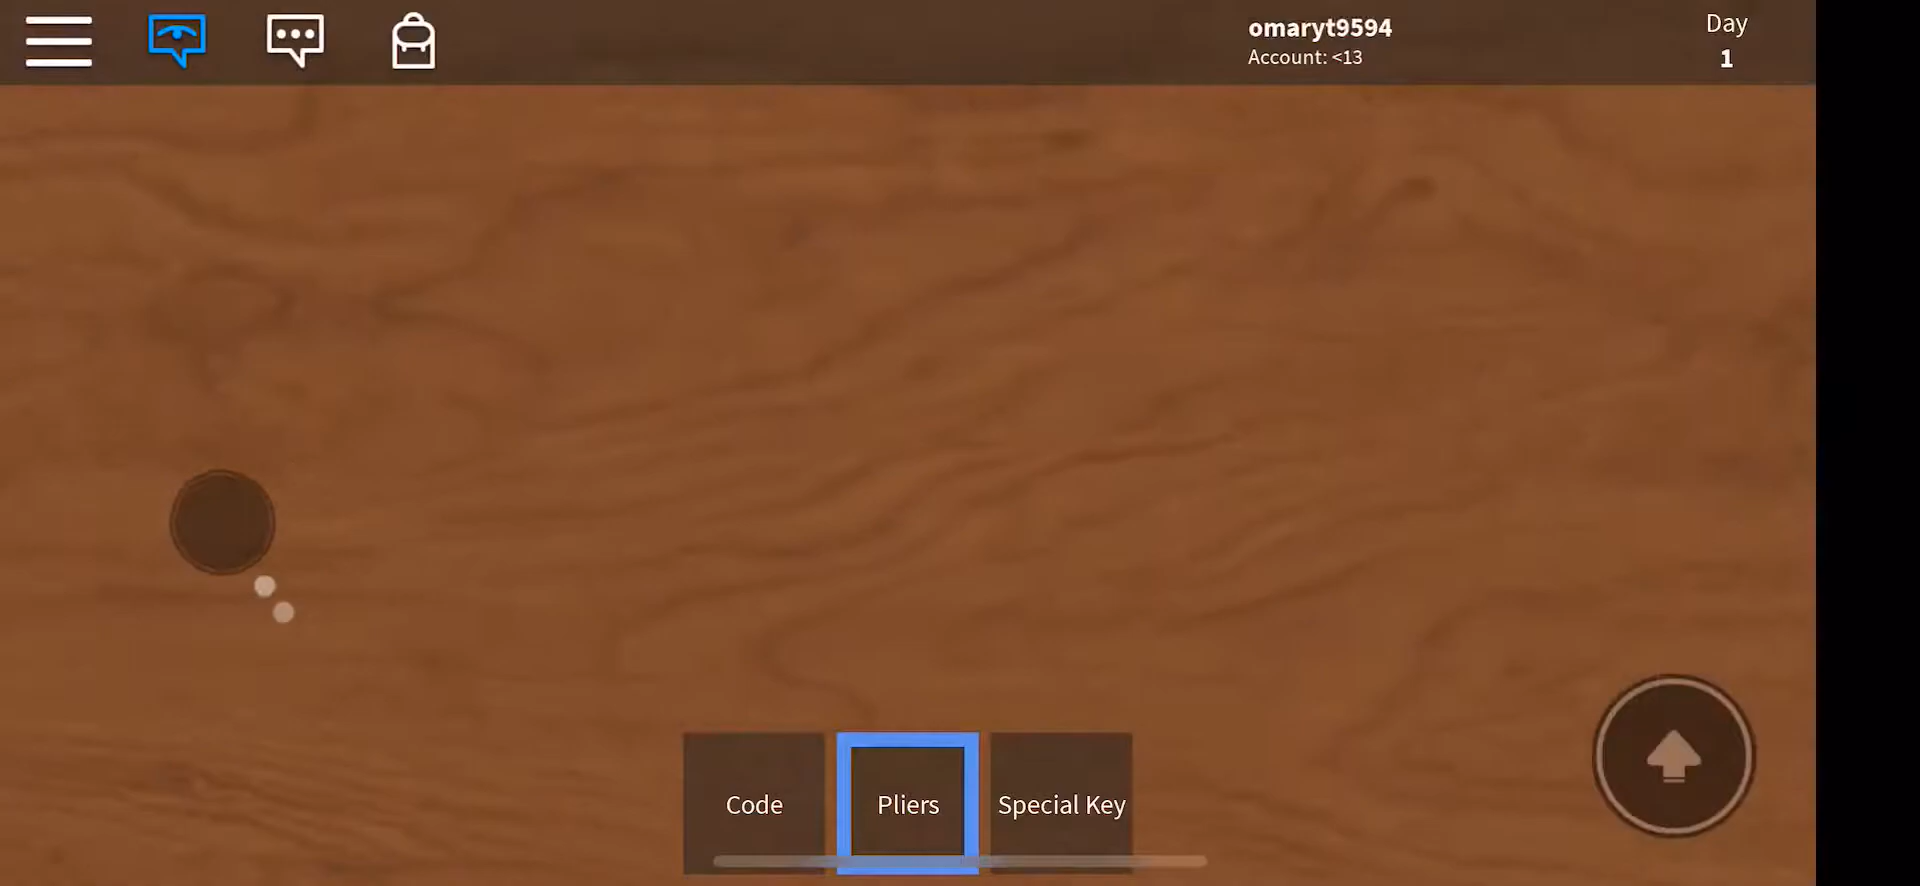 omaryt9594
Account: <13
Day
1
Code
Pliers
Special Key